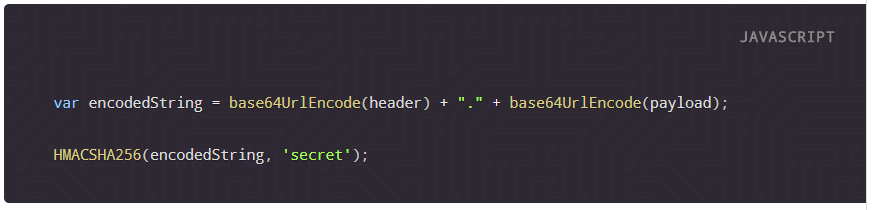 JAVASCRIPT
var encodedString = base64UrlEncode(header) + "." + base64UrlEncode(payload);
HMACSHA256(encodedString, 'secret');